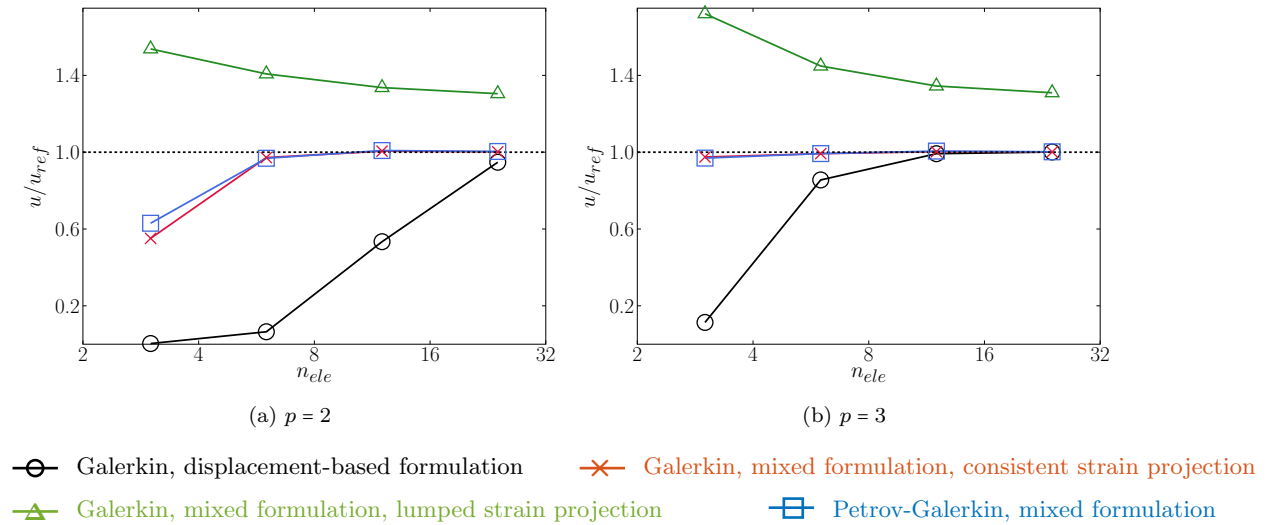 1.4
1.0
0.6
0.2
u/u_ref
2 4 8 16 32
n_ele
(a) p = 2
1.4
1.0
0.6
0.2
u/u_ref
2 4 8 16 32
n_ele
(b) p = 3
Galerkin, displacement-based formulation
Galerkin, mixed formulation, consistent strain projection
Galerkin, mixed formulation, lumped strain projection
Petrov-Galerkin, mixed formulation